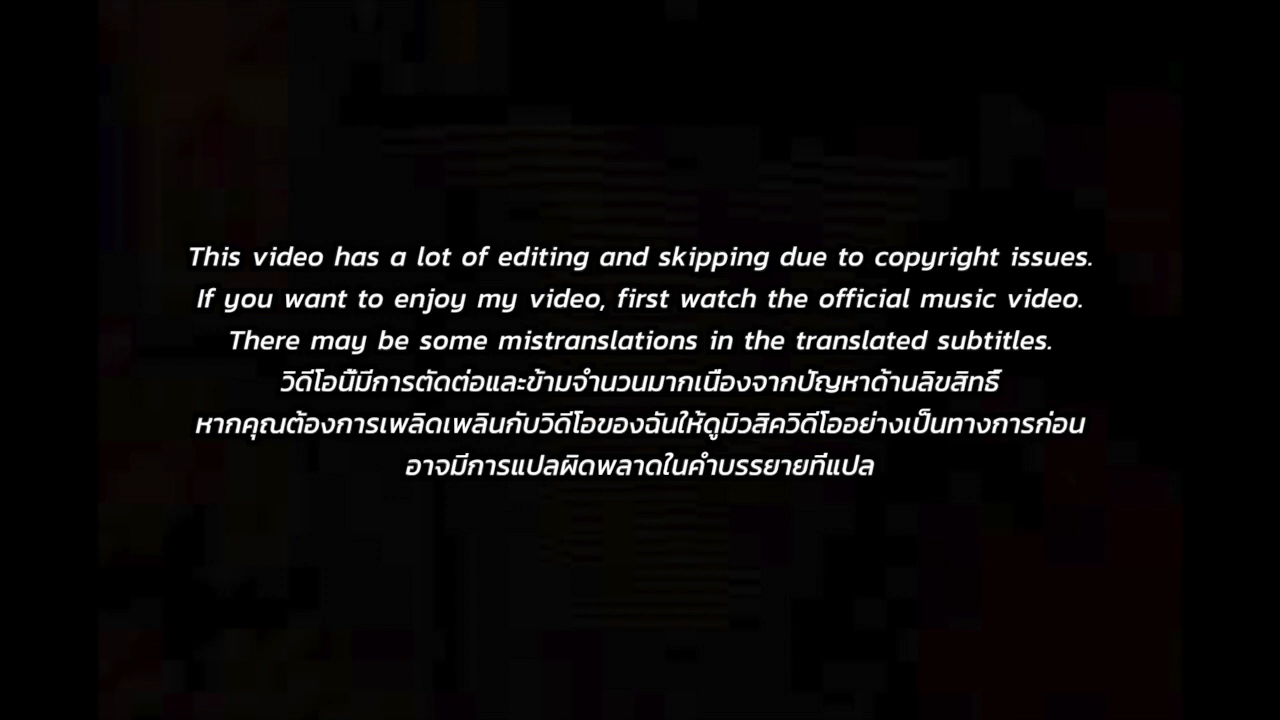 This video has a lot of editing and skipping due to copyright issues.
If you want to enjoy my video, first watch the official music video.
There may be some mistranslations in the translated subtitles.
วิดีโอนี้มีการตัดต่อและข้ามจำนวนมากเนื่องจากปัญหาด้านลิขสิทธิ์
หากคุณต้องการเพลิดเพลินกับวิดีโอของฉันให้ดูมิวสิควิดีโออย่างเป็นทางการก่อน
อาจมีการแปลผิดพลาดในคำบรรยายที่แปล